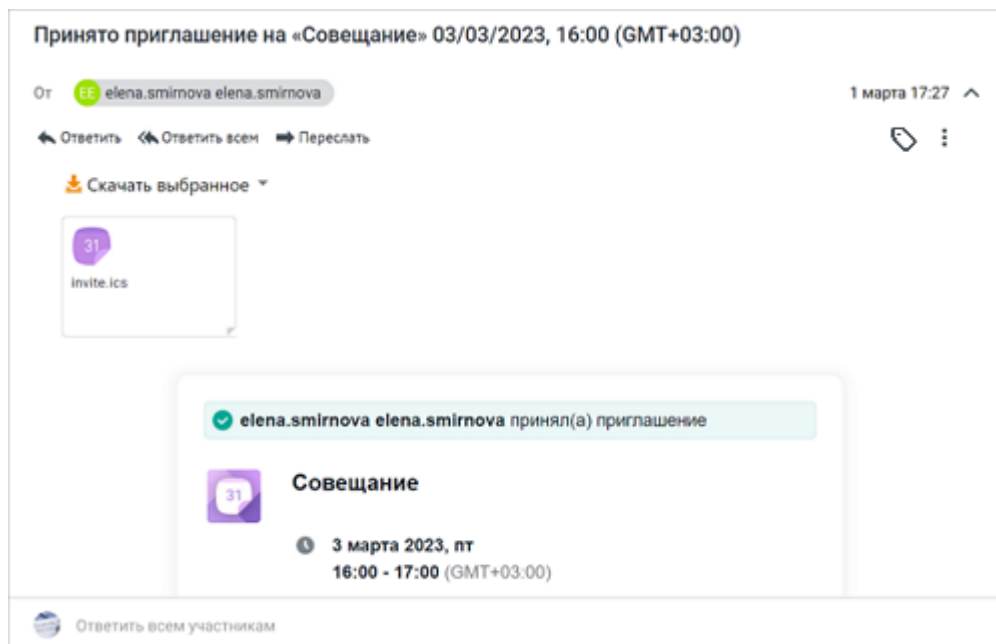 Принято приглашение на «Совещание» 03/03/2023, 16:00 (GMT+03:00)
От EE elena.smirnova elena.smirnova 1 марта 17:27
Ответить Ответить всем Переслать
Скачать выбранное
31
invite.ics
elena.smirnova elena.smirnova принял(а) приглашение
31
Совещание
3 марта 2023, пт
16:00 - 17:00 (GMT+03:00)
Ответить всем участникам